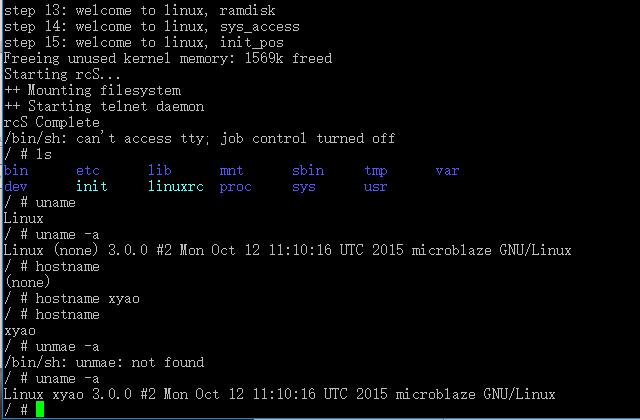 step 13: welcome to linux, ramdisk
step 14: welcome to linux, sys_access
step 15: welcome to linux, init_pos
Freeing unused kernel memory: 1569k freed
Starting rcS...
++ Mounting filesystem
++ Starting telnet daemon
rcS Complete
/bin/sh: can't access tty; job control turned off
/ # ls
bin etc lib mnt sbin tmp var
dev init linuxrc proc sys usr
/ # uname
Linux
/ # uname -a
Linux (none) 3.0.0 #2 Mon Oct 12 11:10:16 UTC 2015 microblaze GNU/Linux
/ # hostname
(none)
/ # hostname xyao
/ # hostname
xyao
/ # unmae -a
/bin/sh: unmae: not found
/ # uname -a
Linux xyao 3.0.0 #2 Mon Oct 12 11:10:16 UTC 2015 microblaze GNU/Linux
/ #